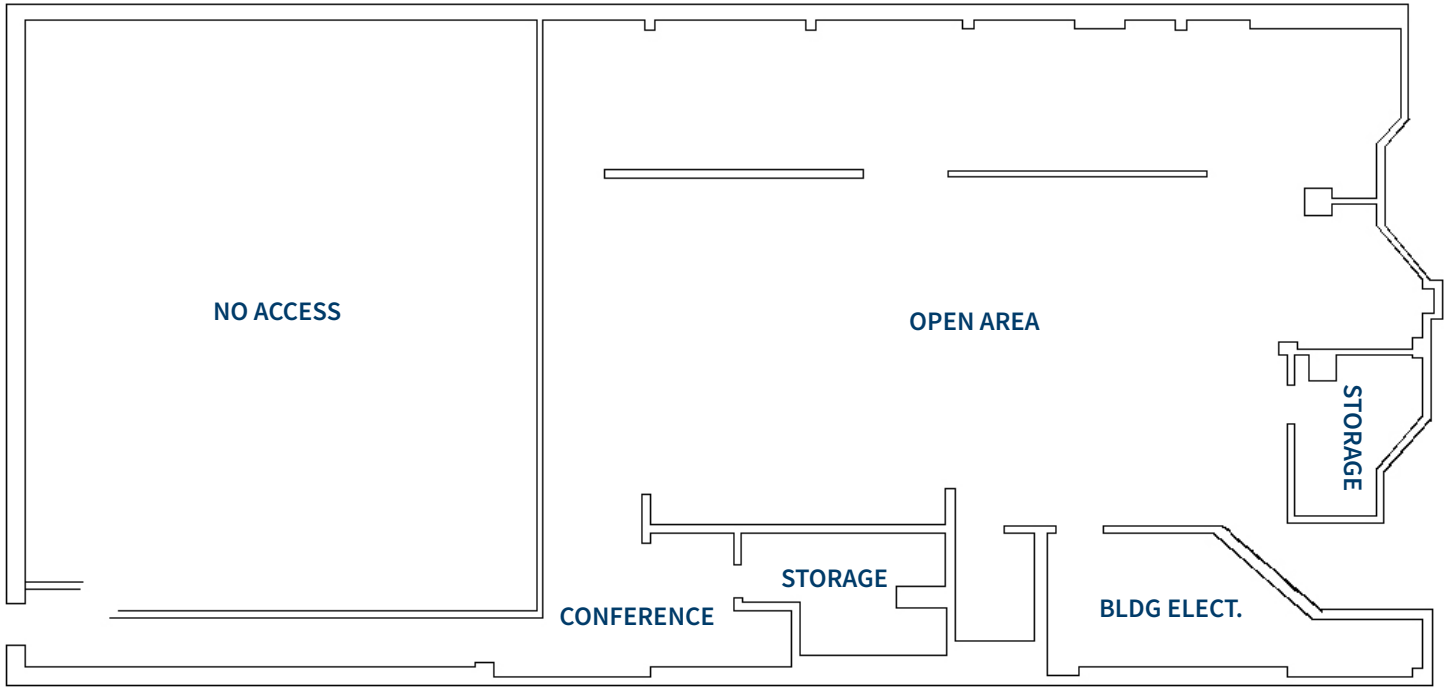 NO ACCESS
OPEN AREA
STORAGE
STORAGE
CONFERENCE
BLDG ELECT.